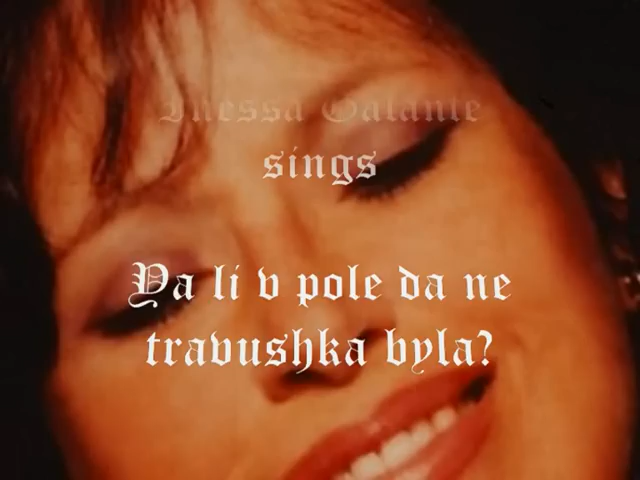 Inessa Galante
sings
Ya li v pole da ne
travushka byla?